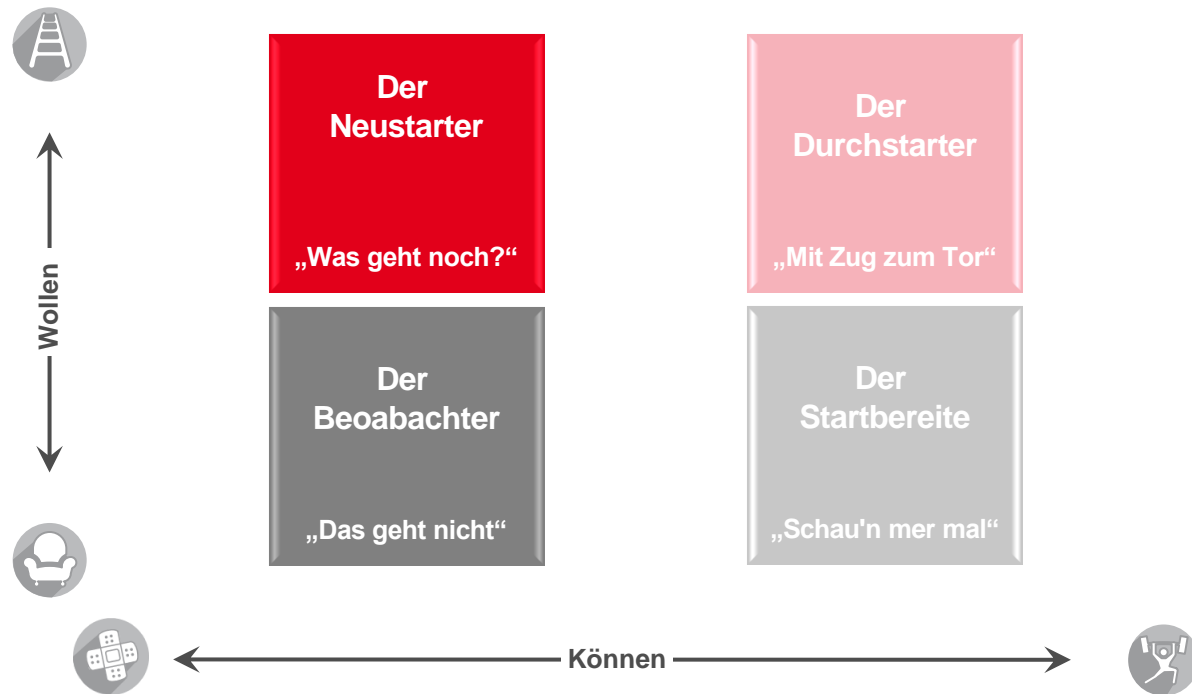 Der
Neustarter
„Was geht noch?“
Der
Durchstarter
„Mit Zug zum Tor“
Wollen
Der
Beoabachter
„Das geht nicht“
Der
Startbereite
„Schau'n mer mal“
Können